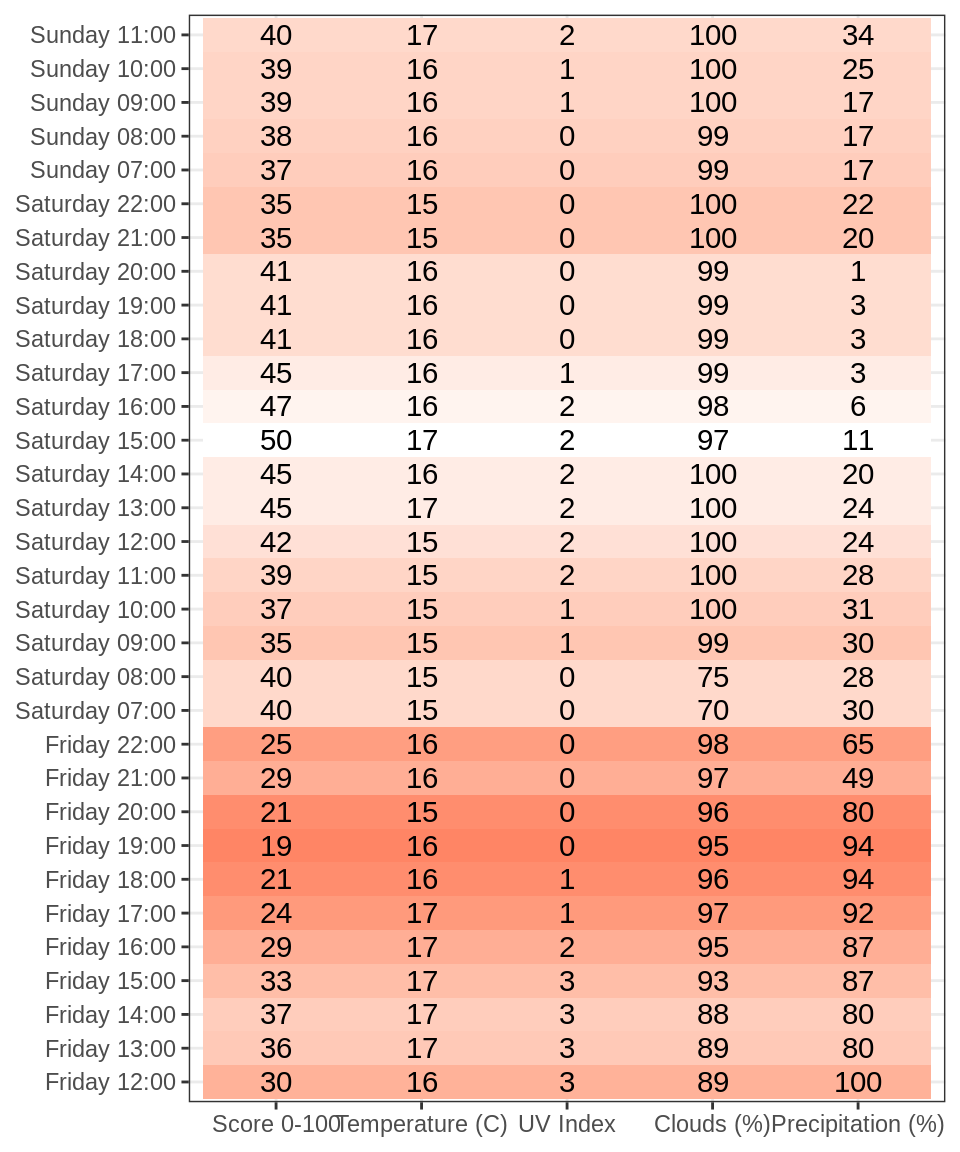 Sunday 11:00 40 17 2 100 34
Sunday 10:00 39 16 1 100 25
Sunday 09:00 39 16 1 100 17
Sunday 08:00 38 16 0 99 17
Sunday 07:00 37 16 0 99 17
Saturday 22:00 35 15 0 100 22
Saturday 21:00 35 15 0 100 20
Saturday 20:00 41 16 0 99 1
Saturday 19:00 41 16 0 99 3
Saturday 18:00 41 16 0 99 3
Saturday 17:00 45 16 1 99 3
Saturday 16:00 47 16 2 98 6
Saturday 15:00 50 17 2 97 11
Saturday 14:00 45 16 2 100 20
Saturday 13:00 45 17 2 100 24
Saturday 12:00 42 15 2 100 24
Saturday 11:00 39 15 2 100 28
Saturday 10:00 37 15 1 100 31
Saturday 09:00 35 15 1 99 30
Saturday 08:00 40 15 0 75 28
Saturday 07:00 40 15 0 70 30
Friday 22:00 25 16 0 98 65
Friday 21:00 29 16 0 97 49
Friday 20:00 21 15 0 96 80
Friday 19:00 19 16 0 95 94
Friday 18:00 21 16 1 96 94
Friday 17:00 24 17 1 97 92
Friday 16:00 29 17 2 95 87
Friday 15:00 33 17 3 93 87
Friday 14:00 37 17 3 88 80
Friday 13:00 36 17 3 89 80
Friday 12:00 30 16 3 89 100
Score 0-100 Temperature (C) UV Index Clouds (%) Precipitation (%)